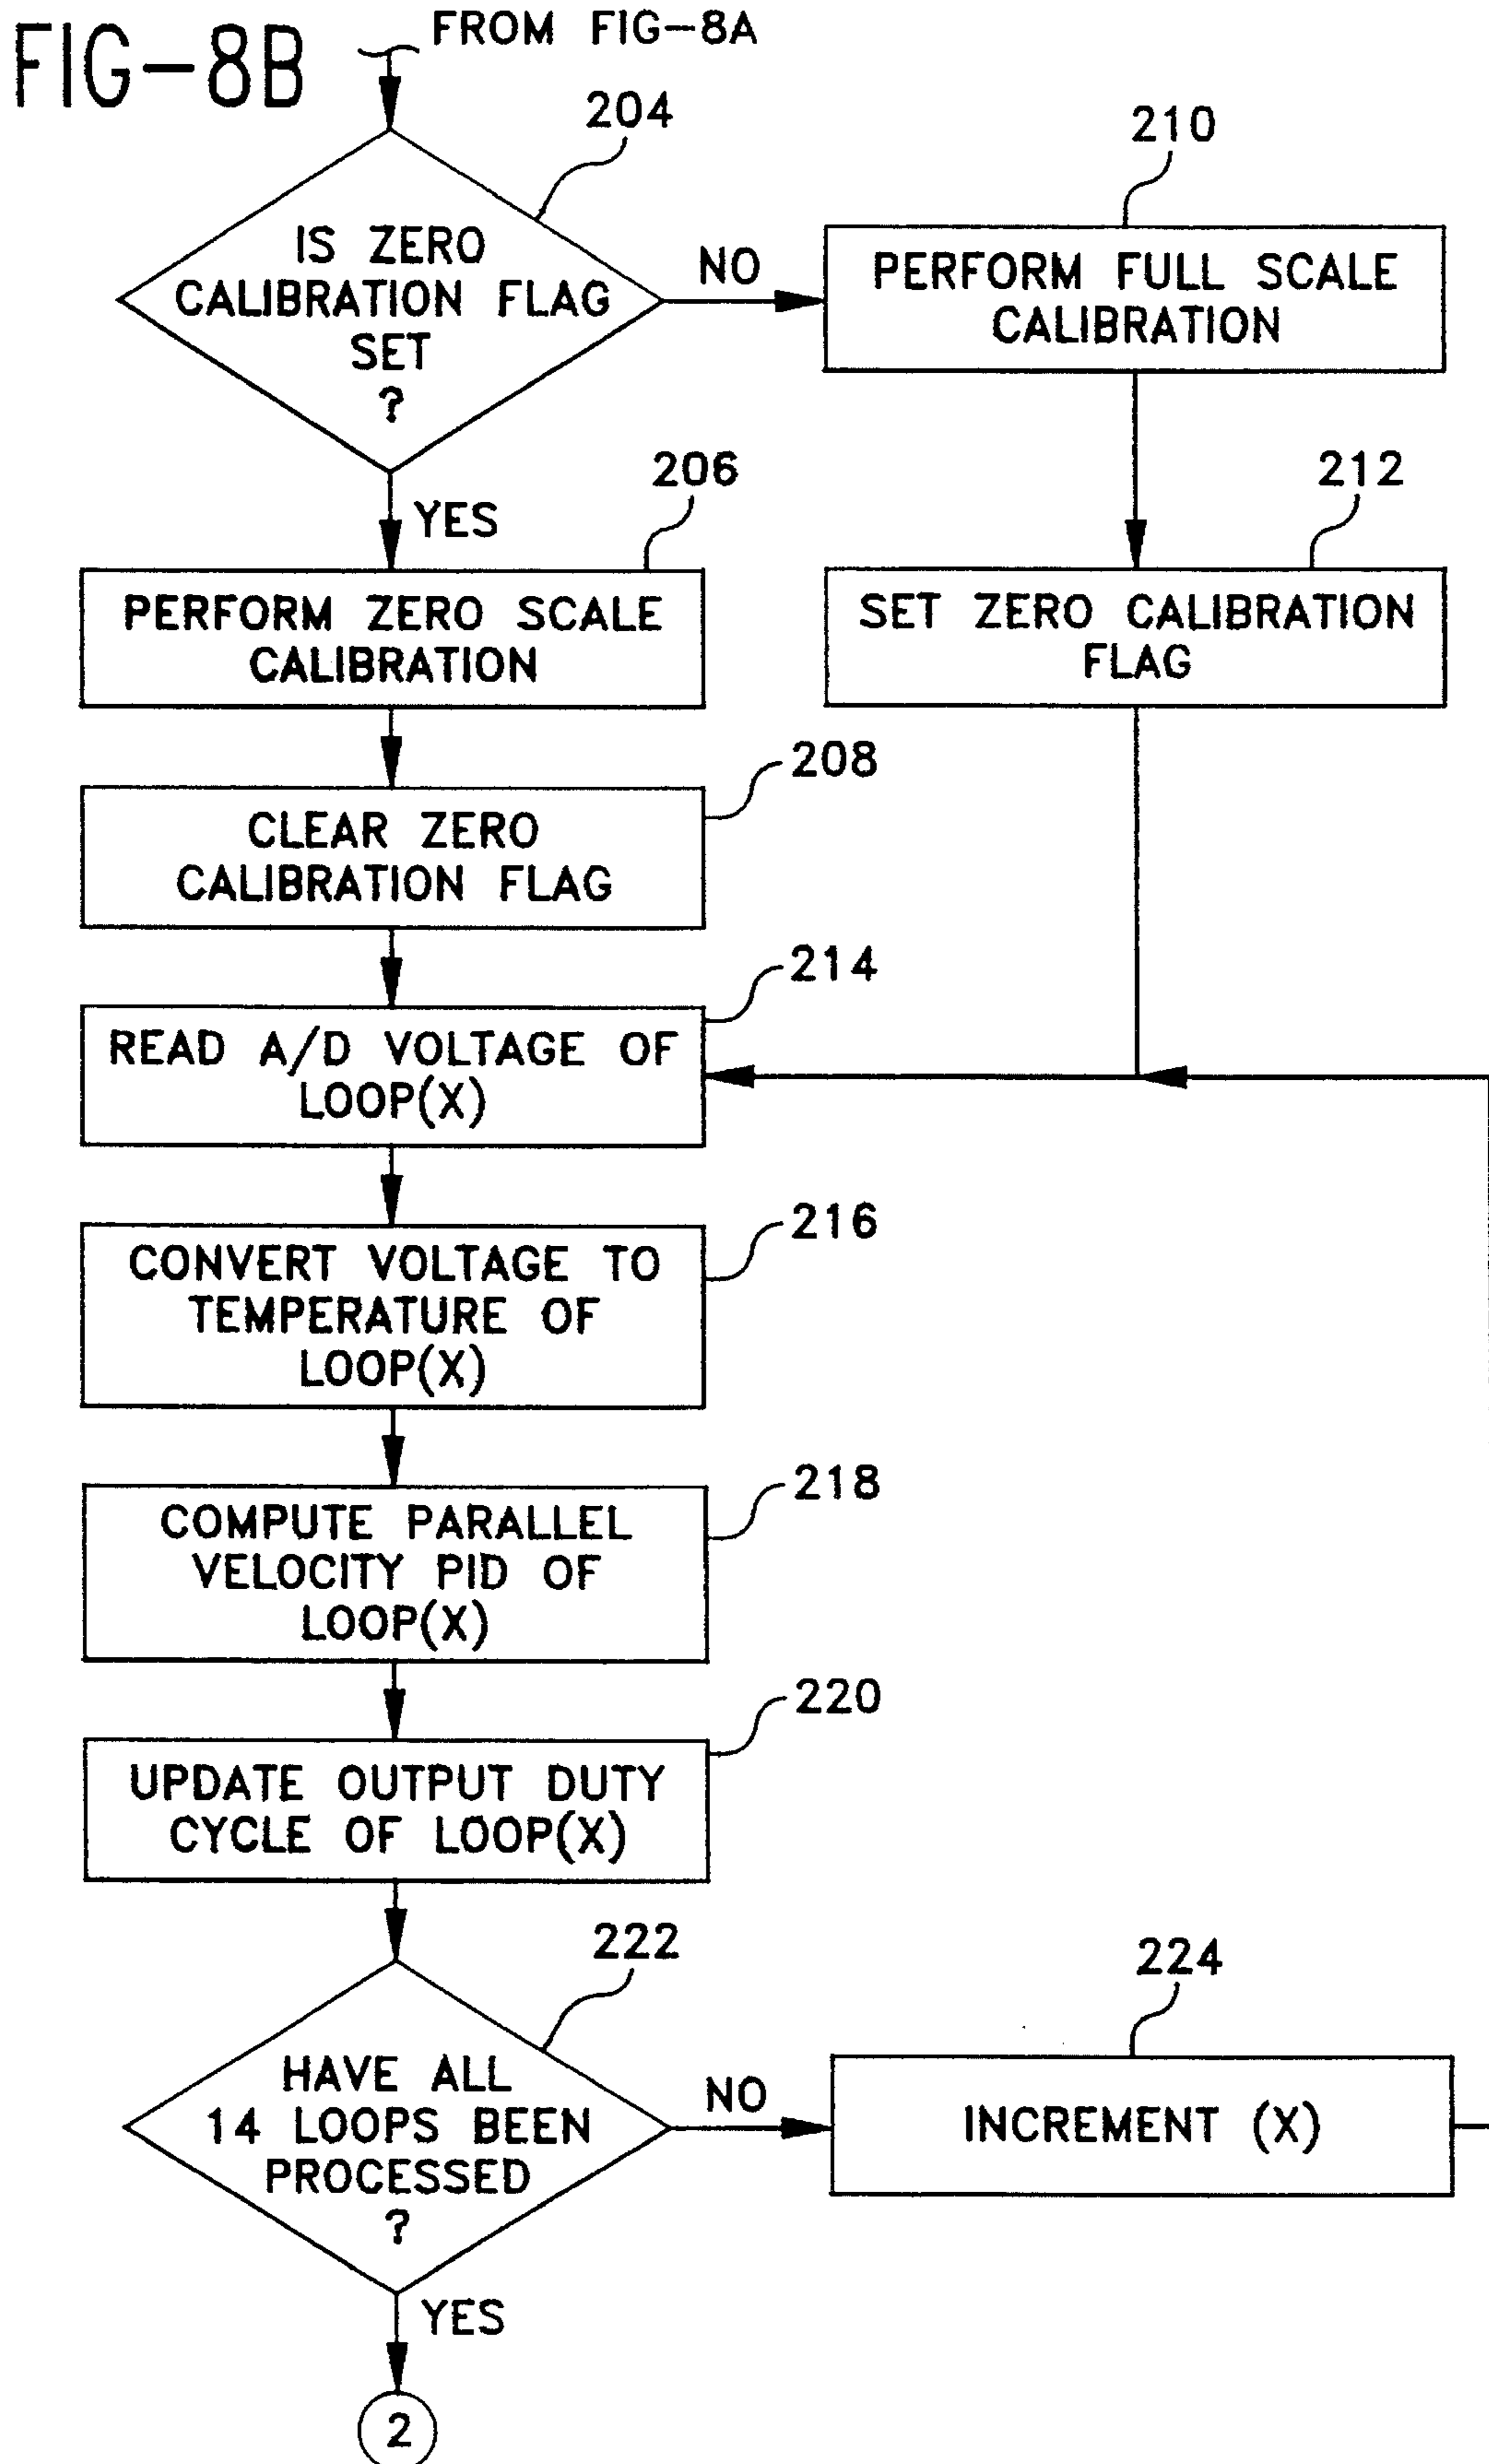 FIG-8B
FROM FIG-8A
204
IS ZERO
CALIBRATION FLAG
SET
?
NO
YES
210
PERFORM FULL SCALE
CALIBRATION
206
PERFORM ZERO SCALE
CALIBRATION
212
SET ZERO CALIBRATION
FLAG
208
CLEAR ZERO
CALIBRATION FLAG
214
READ A/D VOLTAGE OF
LOOP(X)
216
CONVERT VOLTAGE TO
TEMPERATURE OF
LOOP(X)
218
COMPUTE PARALLEL
VELOCITY PID OF
LOOP(X)
220
UPDATE OUTPUT DUTY
CYCLE OF LOOP(X)
222
HAVE ALL
14 LOOPS BEEN
PROCESSED
?
NO
224
INCREMENT (X)
YES
2